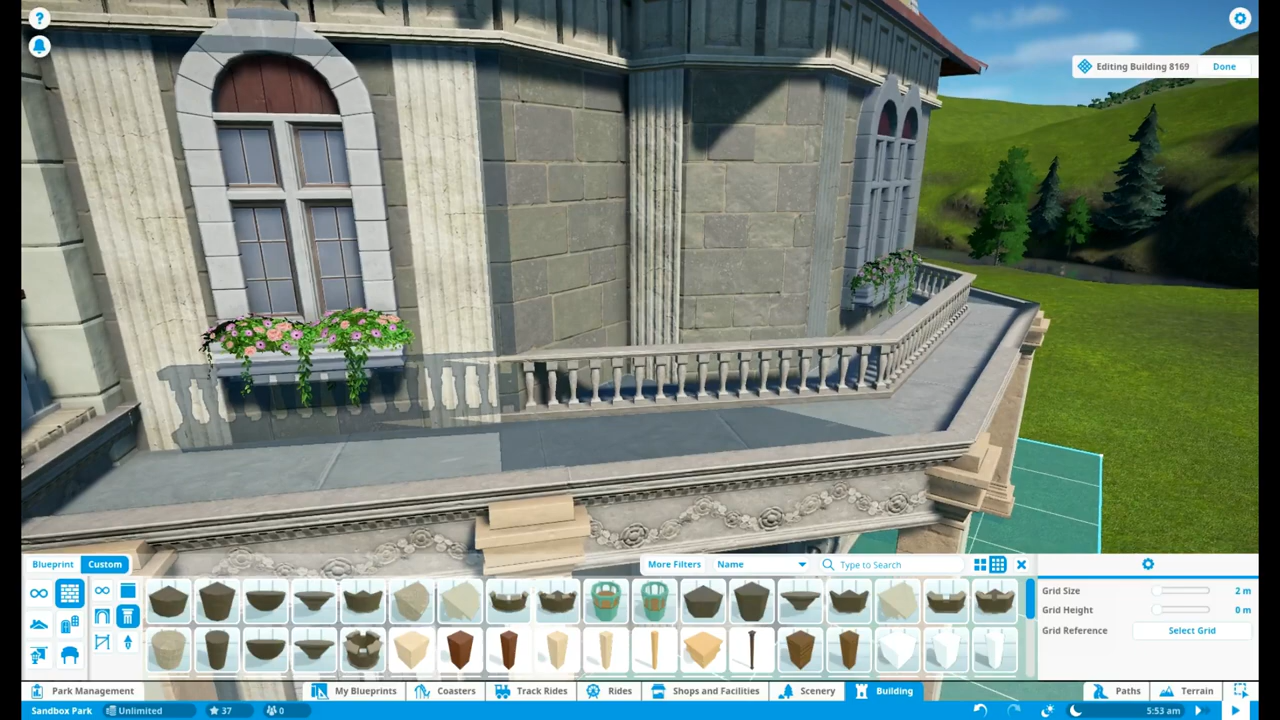 ?
Editing Building 8169 Done
Blueprint Custom More Filters Name Type to Search
Grid Size 2 m
Grid Height 0 m
Grid Reference Select Grid
Park Management My Blueprints Coasters Track Rides Rides Shops and Facilities Scenery Building Paths Terrain
Sandbox Park Unlimited 37 0 5:53 am